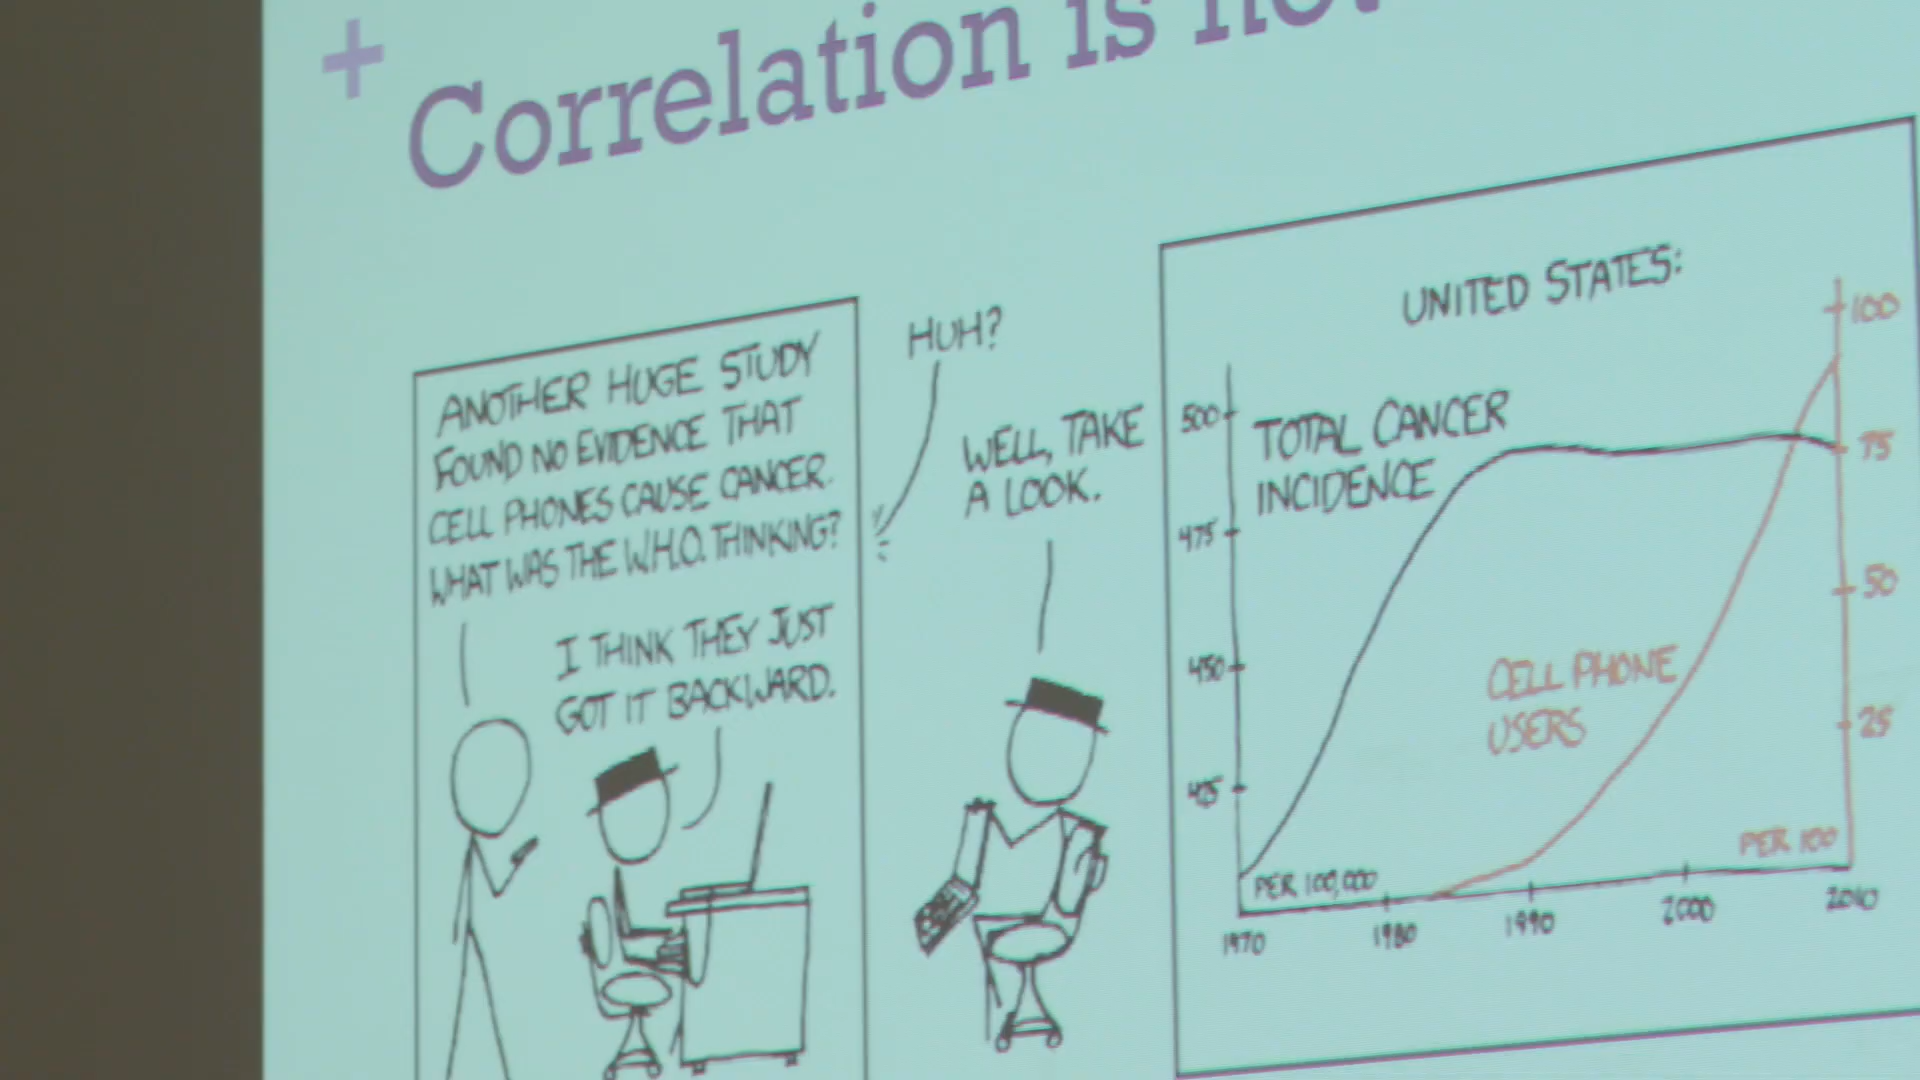 +
Correlation is not
ANOTHER HUGE STUDY
FOUND NO EVIDENCE THAT
CELL PHONES CAUSE CANCER.
WHAT WAS THE W.H.O. THINKING?
I THINK THEY JUST
GOT IT BACKWARD.
HUH?
WELL, TAKE
A LOOK.
UNITED STATES:
TOTAL CANCER
INCIDENCE
CELL PHONE
USERS
500
475
450
425
100
75
50
25
PER 100,000
PER 100
1970
1980
1990
2000
2010